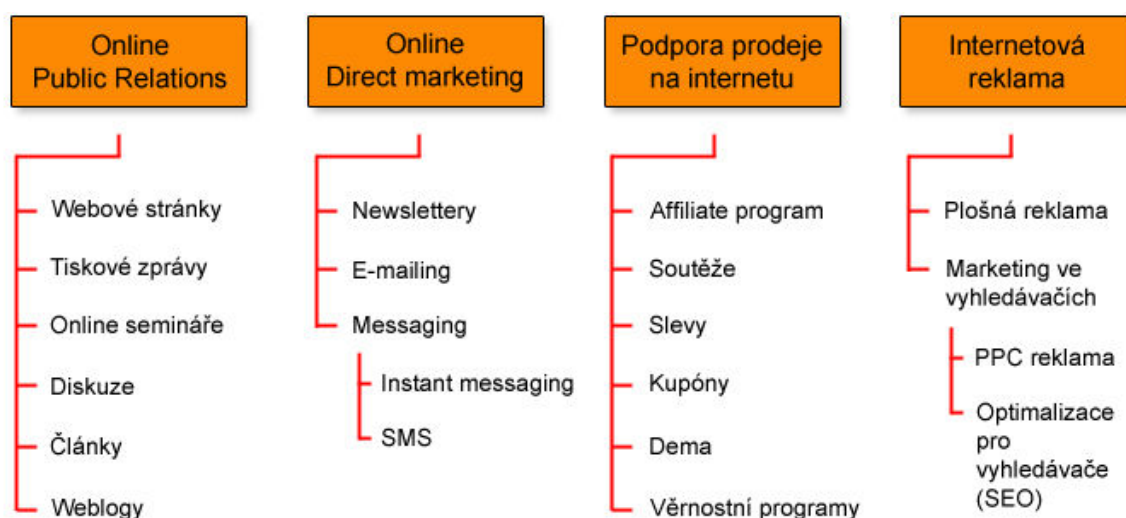 Online
Public Relations
Webové stránky
Tiskové zprávy
Online semináře
Diskuze
Články
Weblogy
Online
Direct marketing
Newslettery
E-mailing
Messaging
Instant messaging
SMS
Podpora prodeje
na internetu
Affiliate program
Soutěže
Slevy
Kupóny
Dema
Věrnostní programy
Internetová
reklama
Plošná reklama
Marketing ve
vyhledávačích
PPC reklama
Optimalizace
pro
vyhledávače
(SEO)